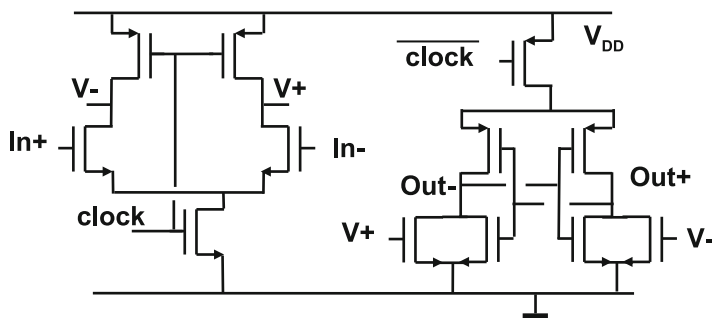 clock
V_DD
V-
V+
In+
In-
Out-
Out+
clock
V+
V-